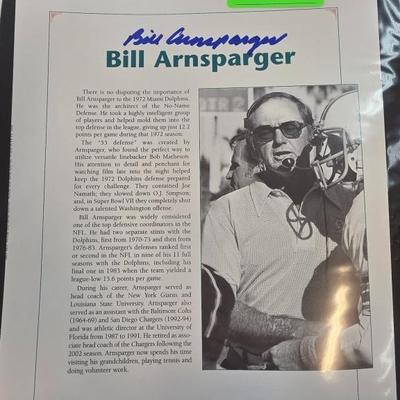 Bill Arnsparger
Bill Arnsparger
There is no disputing the importance of
Bill Arnsparger to the 1972 Miami Dolphins.
He was the architect of the No-Name
Defense. He took a highly intelligent group
of players and helped mold them into the
top defense in the league, giving up just 12.2
points per game during that 1972 season.
The "53 defense" was created by
Arnsparger, who found the perfect way to
utilize versatile linebacker Bob Matheson.
His attention to detail and penchant for
watching film late into the night helped
keep the 1972 Dolphins defense prepared
for every challenge. They contained Joe
Namath; they slowed down O.J. Simpson;
and, in Super Bowl VII they completely shut
down a talented Washington offense.
Bill Arnsparger was widely considered
one of the top defensive coordinators in the
NFL. He had two separate stints with the
Dolphins, first from 1970-73 and then from
1976-83. Arnsparger's defenses ranked first
or second in the NFL in nine of his 11 full
seasons with the Dolphins, including his
final one in 1983 when the team yielded a
league-low 15.6 points per game.
During his career, Arnsparger served as
head coach of the New York Giants and
Louisiana State University. Arnsparger also
served as an assistant with the Baltimore Colts
(1964-69) and San Diego Chargers (1992-94)
and was athletic director at the University of
Florida from 1987 to 1991. He retired as asso-
ciate head coach of the Chargers following the
2002 season. Arnsparger now spends his time
visiting his grandchildren, playing tennis and
doing volunteer work.